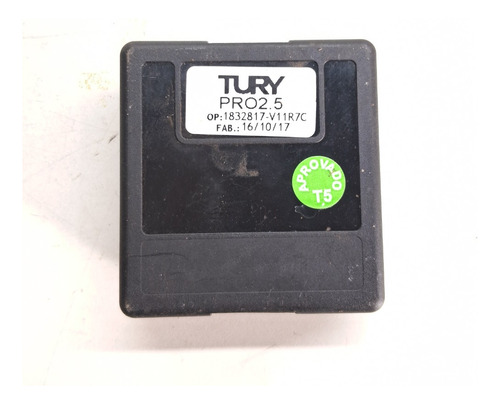 TURY
PRO2.5
OP:1832817-V11R7C
FAB.: 16/10/17
APROVADO
T5